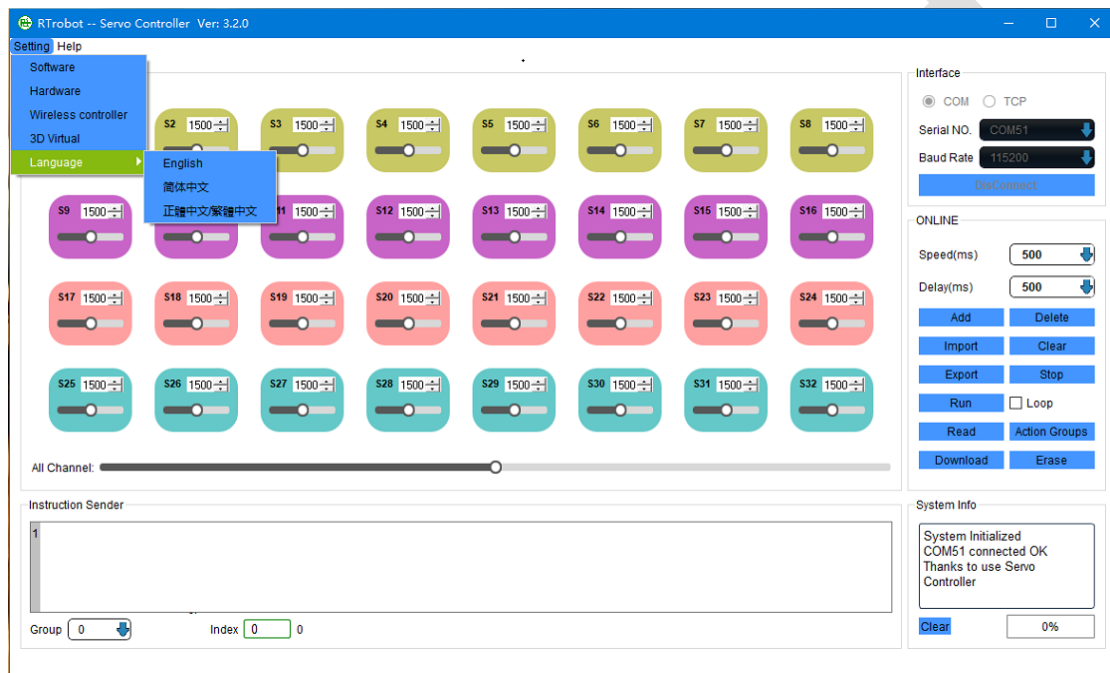 RTrobot -- Servo Controller Ver: 3.2.0
Setting Help
Software
Hardware
Wireless controller
3D Virtual
Language
English
简体中文
正體中文/繁體中文
S2 1500 S3 1500 S4 1500 S5 1500 S6 1500 S7 1500 S8 1500
S9 1500 11 1500 S12 1500 S13 1500 S14 1500 S15 1500 S16 1500
S17 1500 S18 1500 S19 1500 S20 1500 S21 1500 S22 1500 S23 1500 S24 1500
S25 1500 S26 1500 S27 1500 S28 1500 S29 1500 S30 1500 S31 1500 S32 1500
All Channel:
Interface
COM TCP
Serial NO. COM51
Baud Rate 115200
DisConnect
ONLINE
Speed(ms) 500
Delay(ms) 500
Add Delete
Import Clear
Export Stop
Run Loop
Read Action Groups
Download Erase
Instruction Sender
1
Group 0 Index 0 0
System Info
System Initialized
COM51 connected OK
Thanks to use Servo
Controller
Clear 0%